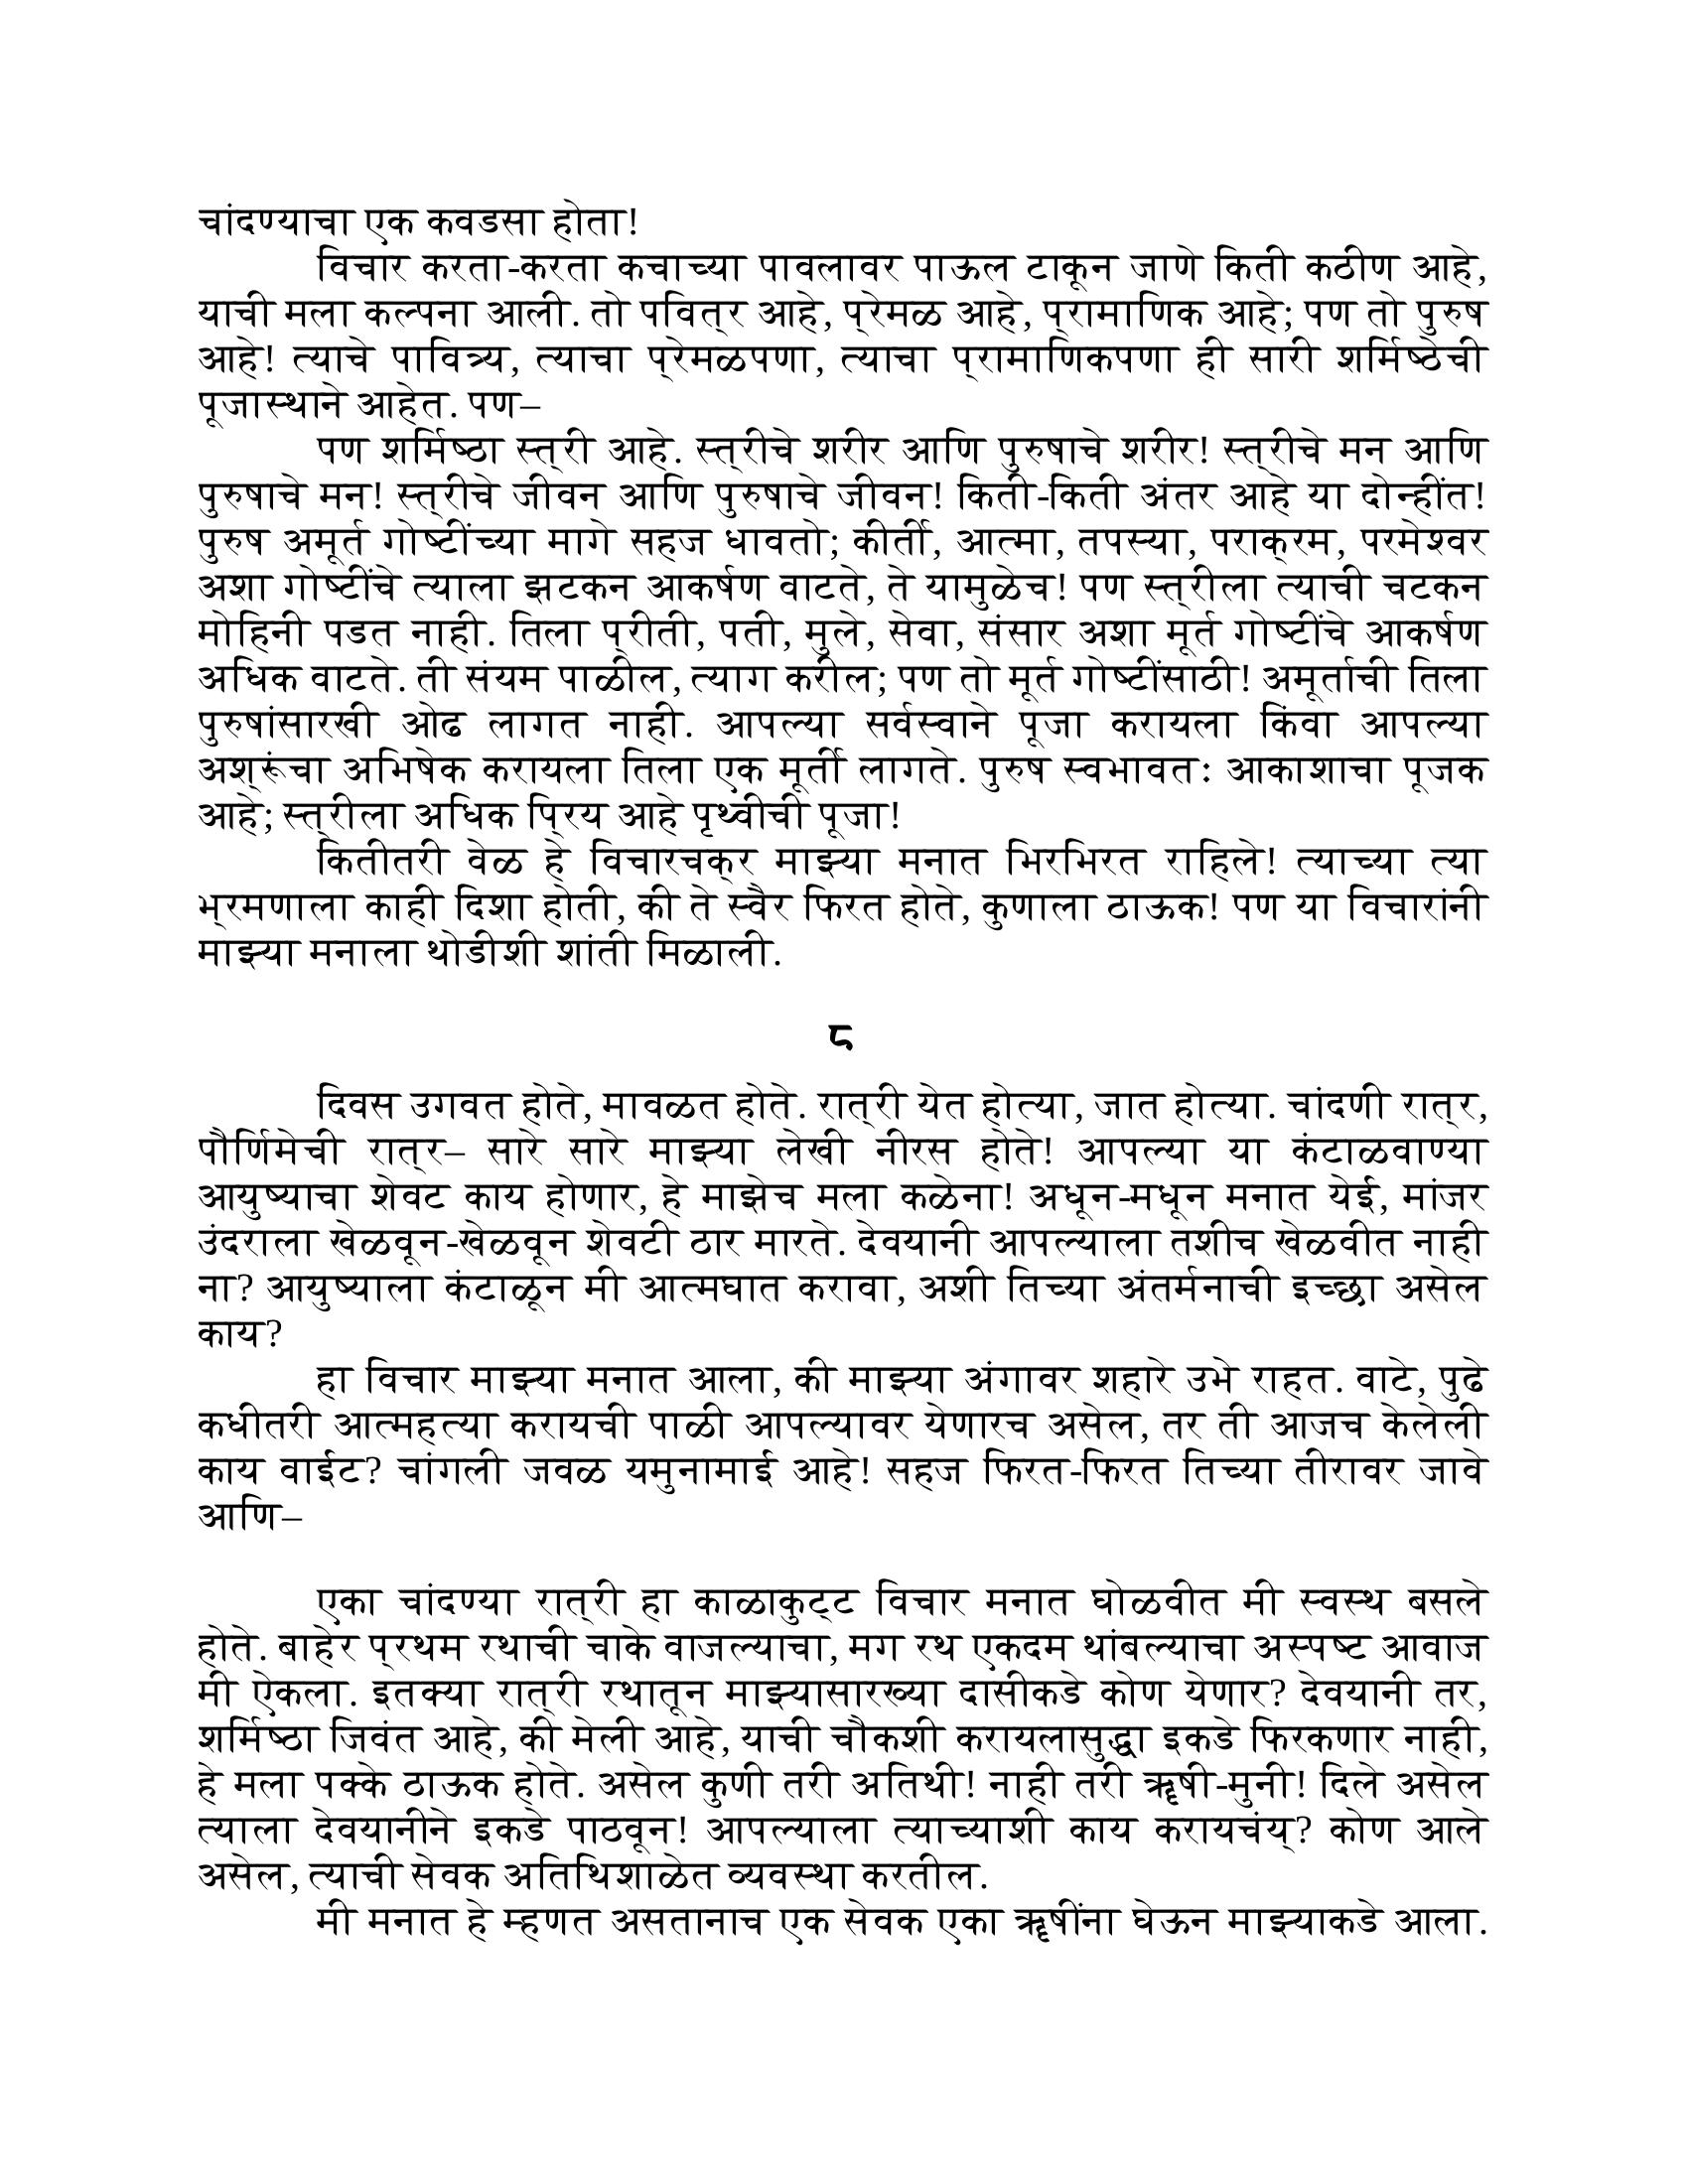 चांदण्याचा एक कवडसा होता!
विचार करता-करता कचाच्या पावलावर पाऊल टाकून जाणे किती कठीण आहे,
याची मला कल्पना आली. तो पवित्र आहे, प्रेमळ आहे, प्रामाणिक आहे; पण तो पुरुष
आहे! त्याचे पावित्र्य, त्याचा प्रेमळपणा, त्याचा प्रामाणिकपणा ही सारी शर्मिष्ठेची
पूजास्थाने आहेत. पण–
पण शर्मिष्ठा स्त्री आहे. स्त्रीचे शरीर आणि पुरुषाचे शरीर! स्त्रीचे मन आणि
पुरुषाचे मन! स्त्रीचे जीवन आणि पुरुषाचे जीवन! किती-किती अंतर आहे या दोन्हींत!
पुरुष अमूर्त गोष्टींच्या मागे सहज धावतो; कीर्ती, आत्मा, तपस्या, पराक्रम, परमेश्वर
अशा गोष्टींचे त्याला झटकन आकर्षण वाटते, ते यामुळेच! पण स्त्रीला त्याची चटकन
मोहिनी पडत नाही. तिला प्रीती, पती, मुले, सेवा, संसार अशा मूर्त गोष्टींचे आकर्षण
अधिक वाटते. ती संयम पाळील, त्याग करील; पण तो मूर्त गोष्टींसाठी! अमूर्ताची तिला
पुरुषांसारखी ओढ लागत नाही. आपल्या सर्वस्वाने पूजा करायला किंवा आपल्या
अश्रूंचा अभिषेक करायला तिला एक मूर्ती लागते. पुरुष स्वभावतः आकाशाचा पूजक
आहे; स्त्रीला अधिक प्रिय आहे पृथ्वीची पूजा!
कितीतरी वेळ हे विचारचक्र माझ्या मनात भिरभिरत राहिले! त्याच्या त्या
भ्रमणाला काही दिशा होती, की ते स्वैर फिरत होते, कुणाला ठाऊक! पण या विचारांनी
माझ्या मनाला थोडीशी शांती मिळाली.
८
दिवस उगवत होते, मावळत होते. रात्री येत होत्या, जात होत्या. चांदणी रात्र,
पौर्णिमेची रात्र– सारे सारे माझ्या लेखी नीरस होते! आपल्या या कंटाळवाण्या
आयुष्याचा शेवट काय होणार, हे माझेच मला कळेना! अधून-मधून मनात येई, मांजर
उंदराला खेळवून-खेळवून शेवटी ठार मारते. देवयानी आपल्याला तशीच खेळवीत नाही
ना? आयुष्याला कंटाळून मी आत्मघात करावा, अशी तिच्या अंतर्मनाची इच्छा असेल
काय?
हा विचार माझ्या मनात आला, की माझ्या अंगावर शहारे उभे राहत. वाटे, पुढे
कधीतरी आत्महत्या करायची पाळी आपल्यावर येणारच असेल, तर ती आजच केलेली
काय वाईट? चांगली जवळ यमुनामाई आहे! सहज फिरत-फिरत तिच्या तीरावर जावे
आणि–
एका चांदण्या रात्री हा काळाकुट्ट विचार मनात घोळवीत मी स्वस्थ बसले
होते. बाहेर प्रथम रथाची चाके वाजल्याचा, मग रथ एकदम थांबल्याचा अस्पष्ट आवाज
मी ऐकला. इतक्या रात्री रथातून माझ्यासारख्या दासीकडे कोण येणार? देवयानी तर,
शर्मिष्ठा जिवंत आहे, की मेली आहे, याची चौकशी करायलासुद्धा इकडे फिरकणार नाही,
हे मला पक्के ठाऊक होते. असेल कुणी तरी अतिथी! नाही तरी ॠषी-मुनी! दिले असेल
त्याला देवयानीने इकडे पाठवून! आपल्याला त्याच्याशी काय करायचंय्? कोण आले
असेल, त्याची सेवक अतिथिशाळेत व्यवस्था करतील.
मी मनात हे म्हणत असतानाच एक सेवक एका ॠषींना घेऊन माझ्याकडे आला.